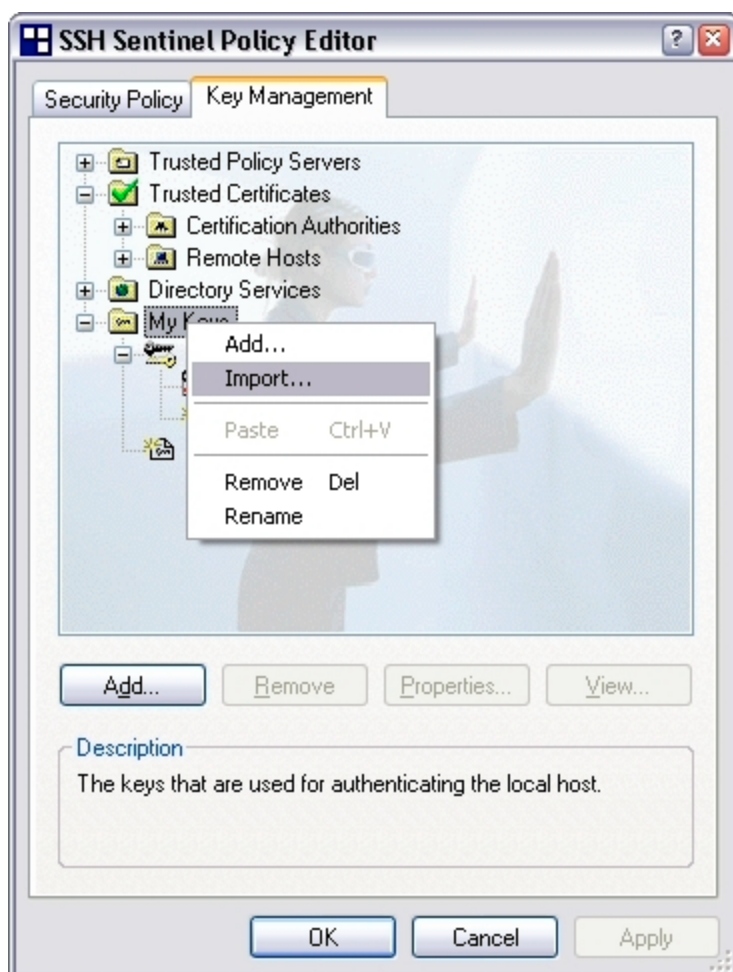 SSH Sentinel Policy Editor
Security Policy
Key Management
Trusted Policy Servers
Trusted Certificates
Certification Authorities
Remote Hosts
Directory Services
My Keys
Add...
Import...
Paste Ctrl+V
Remove Del
Rename
Add... Remove Properties... View...
Description
The keys that are used for authenticating the local host.
OK Cancel Apply